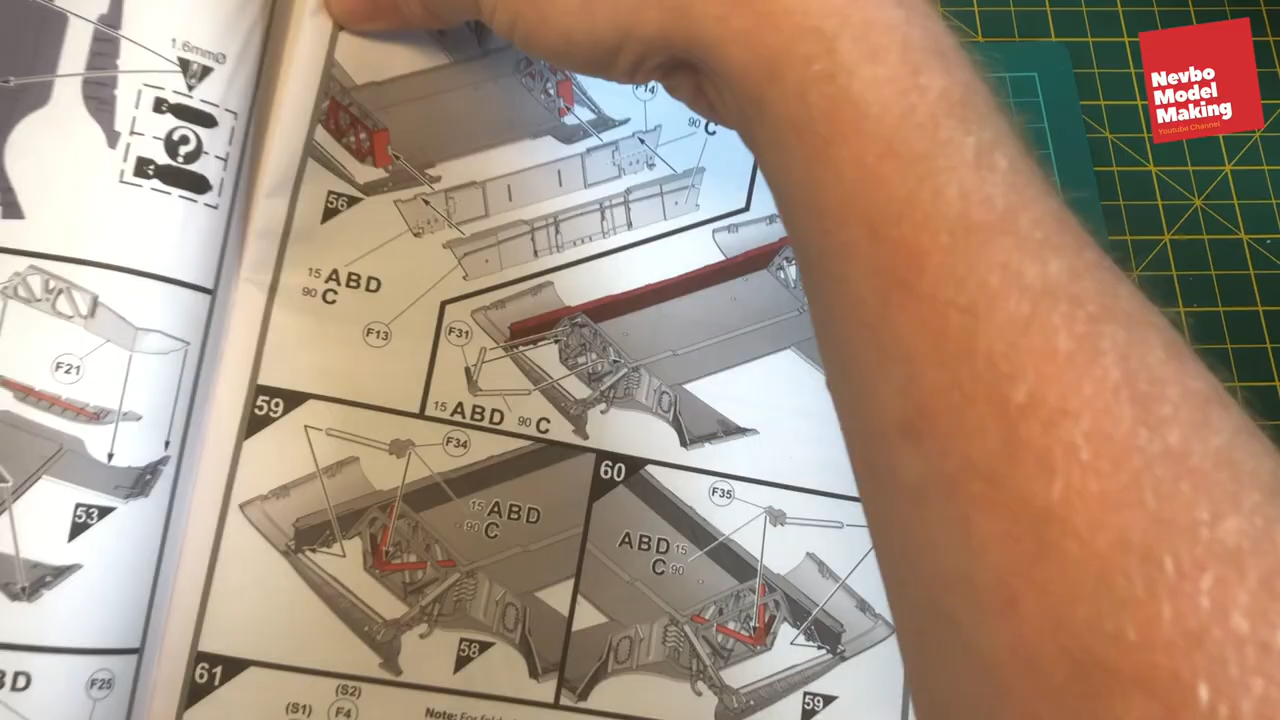 1.6mmØ
?
F21
53
BD
F25
F14
90 C
56
15 ABD
90 C
F13
F31
15 ABD 90 C
59
F34
15 ABD
90 C
58
60
F35
ABD 15
C 90
59
61
(S1)
(S2)
F4
Note:
Nevbo
Model
Making
Youtube Channel